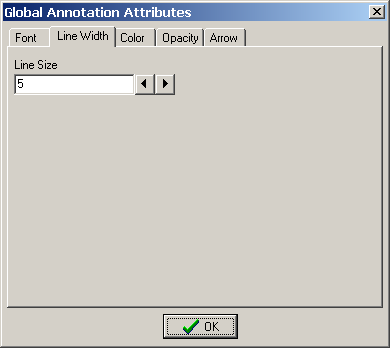 Global Annotation Attributes
Font Line Width Color Opacity Arrow
Line Size
5
OK